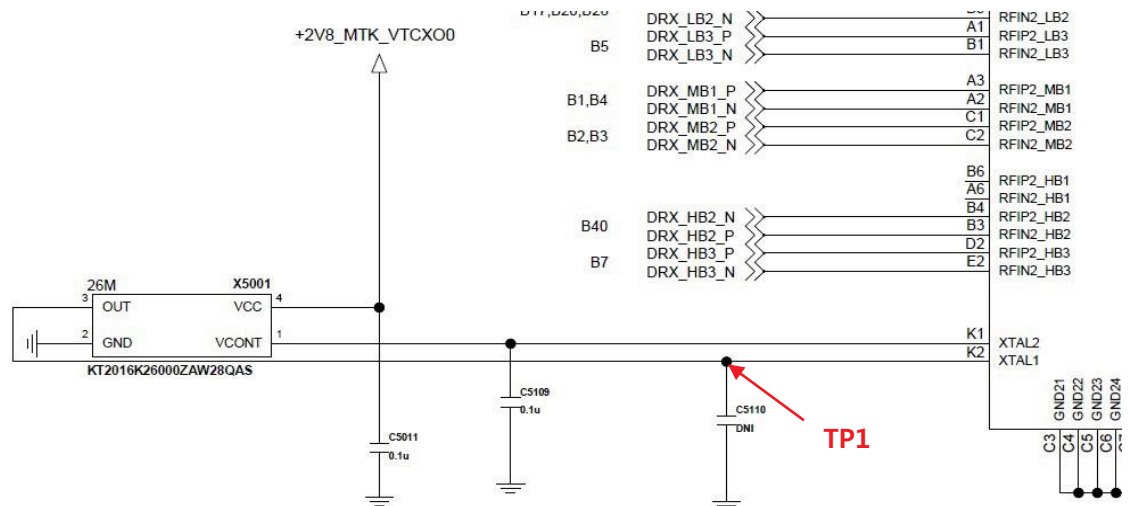 DRX_LB2_N
RFIN2_LB2
+2V8_MTK_VTCXO0
B5
DRX_LB3_P
A1
RFIP2_LB3
DRX_LB3_N
B1
RFIN2_LB3
B1,B4
DRX_MB1_P
A3
RFIP2_MB1
DRX_MB1_N
A2
RFIN2_MB1
B2,B3
DRX_MB2_P
C1
RFIP2_MB2
DRX_MB2_N
C2
RFIN2_MB2
B6
RFIP2_HB1
A6
RFIN2_HB1
B40
DRX_HB2_N
B4
RFIP2_HB2
DRX_HB2_P
B3
RFIN2_HB2
B7
DRX_HB3_P
D2
RFIP2_HB3
DRX_HB3_N
E2
RFIN2_HB3
26M
X5001
3
OUT
VCC
4
2
GND
VCONT
1
KT2016K26000ZAW28QAS
K1
XTAL2
K2
XTAL1
C5109
0.1u
C5110
DNI
C5011
0.1u
TP1
GND21
GND22
GND23
GND24
C3
C4
C5
C6